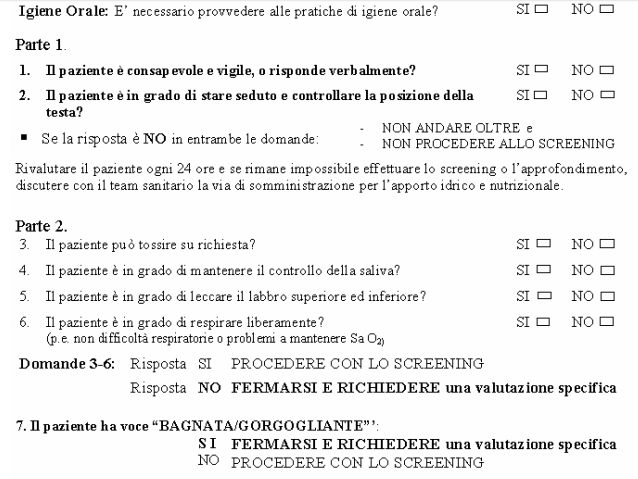 Igiene Orale: E' necessario provvedere alle pratiche di igiene orale? SI □ NO □
Parte 1.
1. Il paziente è consapevole e vigile, o risponde verbalmente? SI □ NO □
2. Il paziente è in grado di stare seduto e controllare la posizione della SI □ NO □
testa?
▪ Se la risposta è NO in entrambe le domande: - NON ANDARE OLTRE e
- NON PROCEDERE ALLO SCREENING
Rivalutare il paziente ogni 24 ore e se rimane impossibile effettuare lo screening o l'approfondimento,
discutere con il team sanitario la via di somministrazione per l'apporto idrico e nutrizionale.
Parte 2.
3. Il paziente può tossire su richiesta? SI □ NO □
4. Il paziente è in grado di mantenere il controllo della saliva? SI □ NO □
5. Il paziente è in grado di leccare il labbro superiore ed inferiore? SI □ NO □
6. Il paziente è in grado di respirare liberamente? SI □ NO □
(p.e. non difficoltà respiratorie o problemi a mantenere Sa O₂)
Domande 3-6: Risposta SI PROCEDERE CON LO SCREENING
Risposta NO FERMARSI E RICHIEDERE una valutazione specifica
7. Il paziente ha voce "BAGNATA/GORGOGLIANTE"':
SI FERMARSI E RICHIEDERE una valutazione specifica
NO PROCEDERE CON LO SCREENING